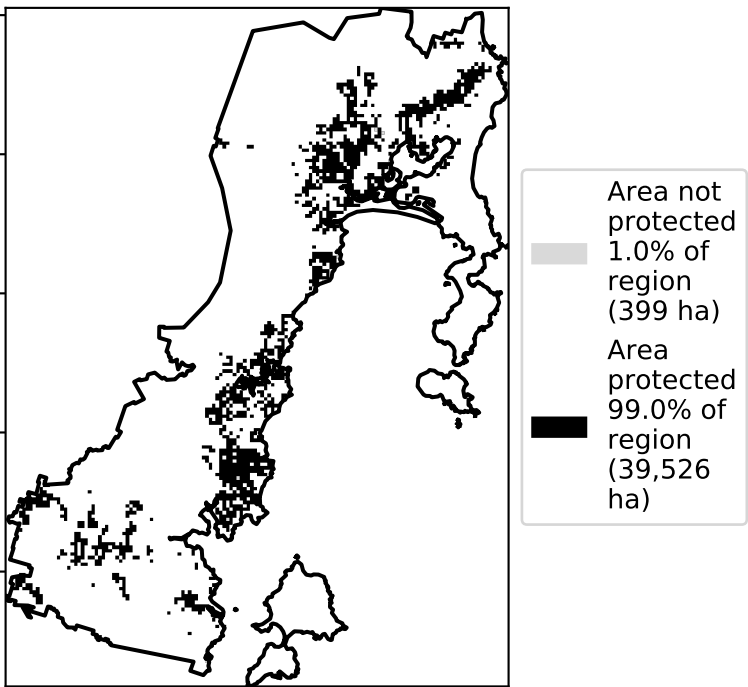 Area not
protected
1.0% of
region
(399 ha)
Area
protected
99.0% of
region
(39,526
ha)